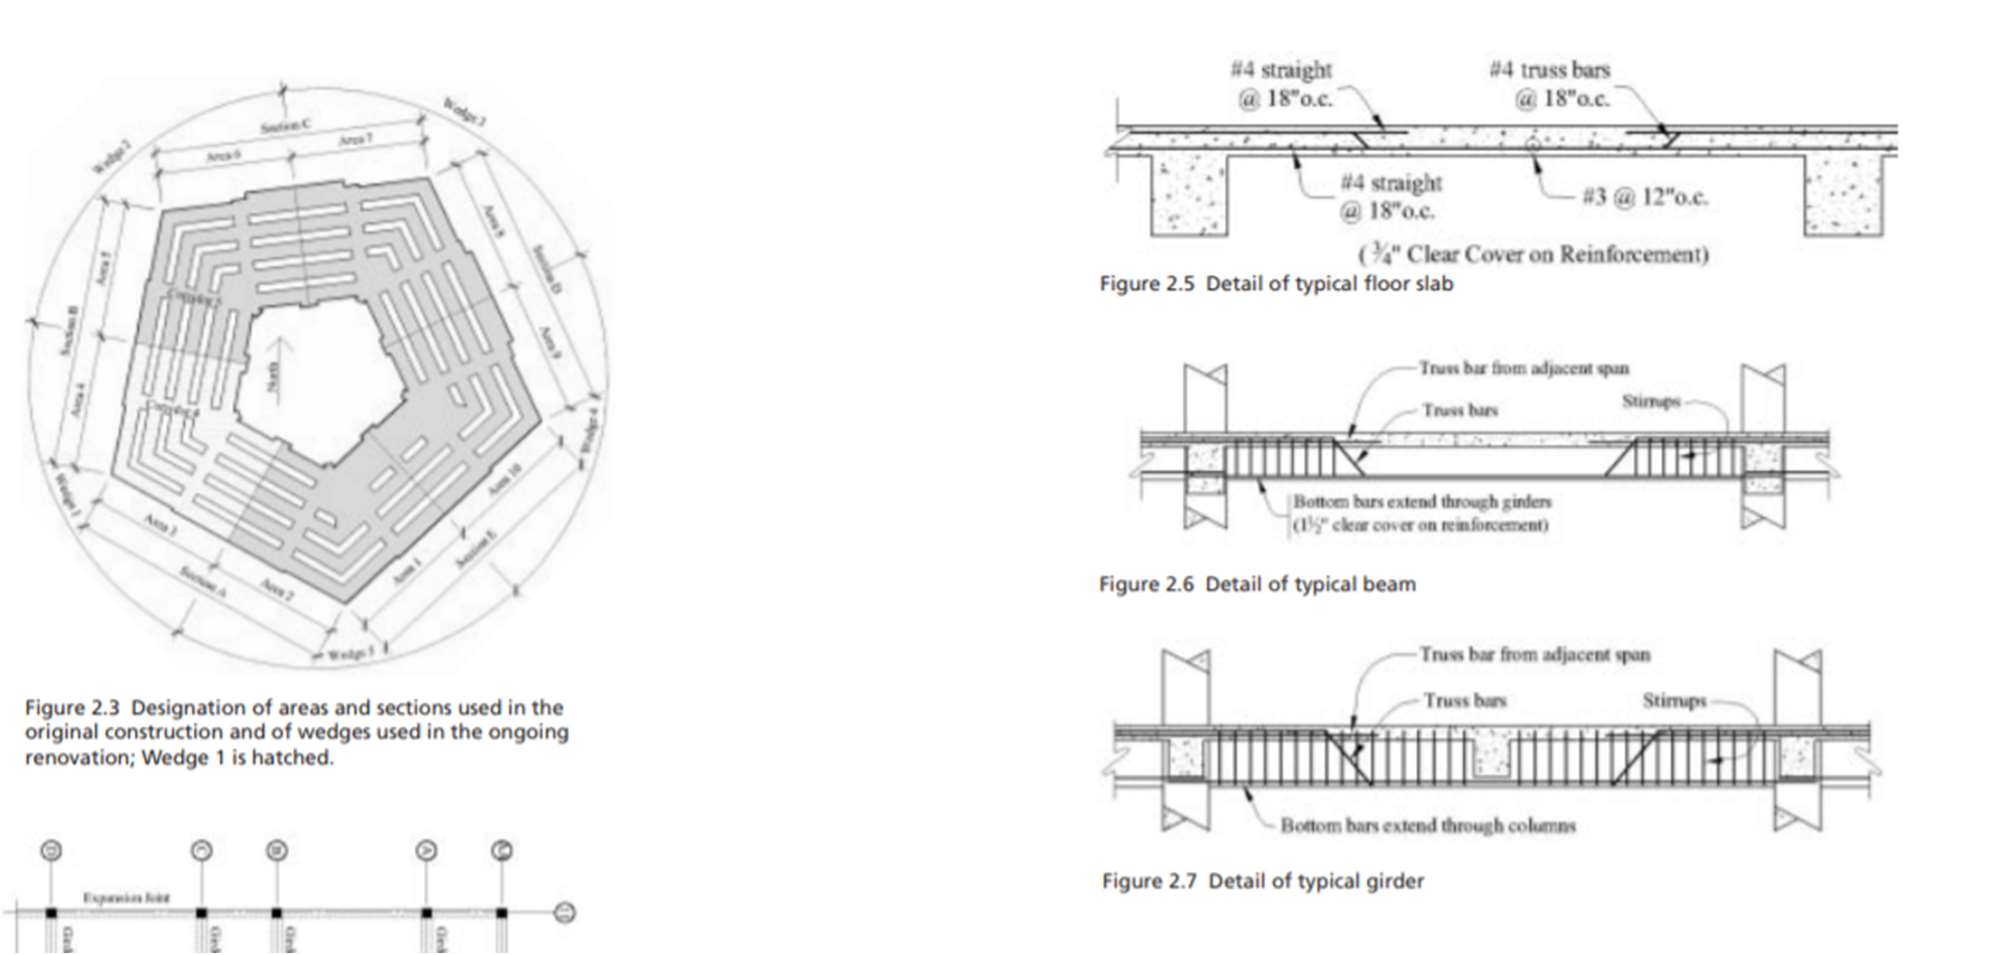 Wedge 2
Wedge 3
Section C
Area 6
Area 7
Area 5
Area 8
Section D
Section B
Corridor 5
Area 9
North
Area 4
Corridor 4
Wedge 4
Wedge 1
Area 3
Area 10
Section E
Section A
Area 2
Area 1
Wedge 5
Figure 2.3 Designation of areas and sections used in the
original construction and of wedges used in the ongoing
renovation; Wedge 1 is hatched.
D
C
B
A
Expansion Joint
#4 straight
@ 18"o.c.
#4 truss bars
@ 18"o.c.
#4 straight
@ 18"o.c.
#3 @ 12"o.c.
(¾" Clear Cover on Reinforcement)
Figure 2.5 Detail of typical floor slab
Truss bar from adjacent span
Truss bars
Stirrups
Bottom bars extend through girders
(1½" clear cover on reinforcement)
Figure 2.6 Detail of typical beam
Truss bar from adjacent span
Truss bars
Stirrups
Bottom bars extend through columns
Figure 2.7 Detail of typical girder